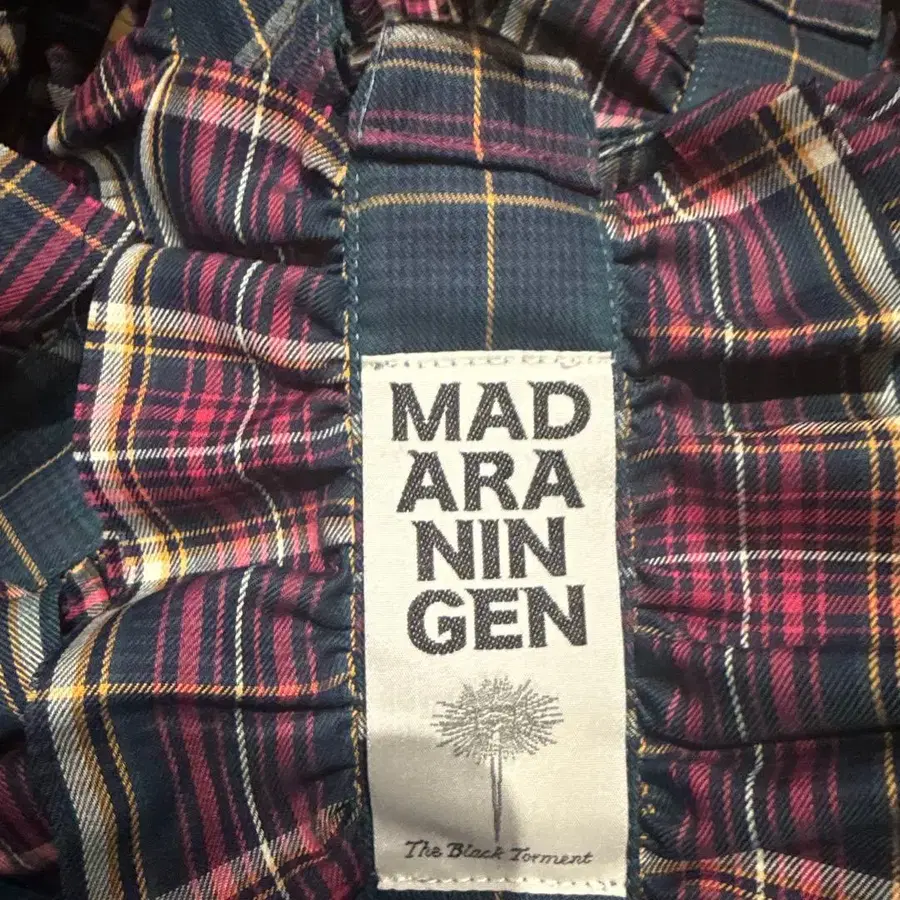 MAD
ARA
NIN
GEN
The Black Torment